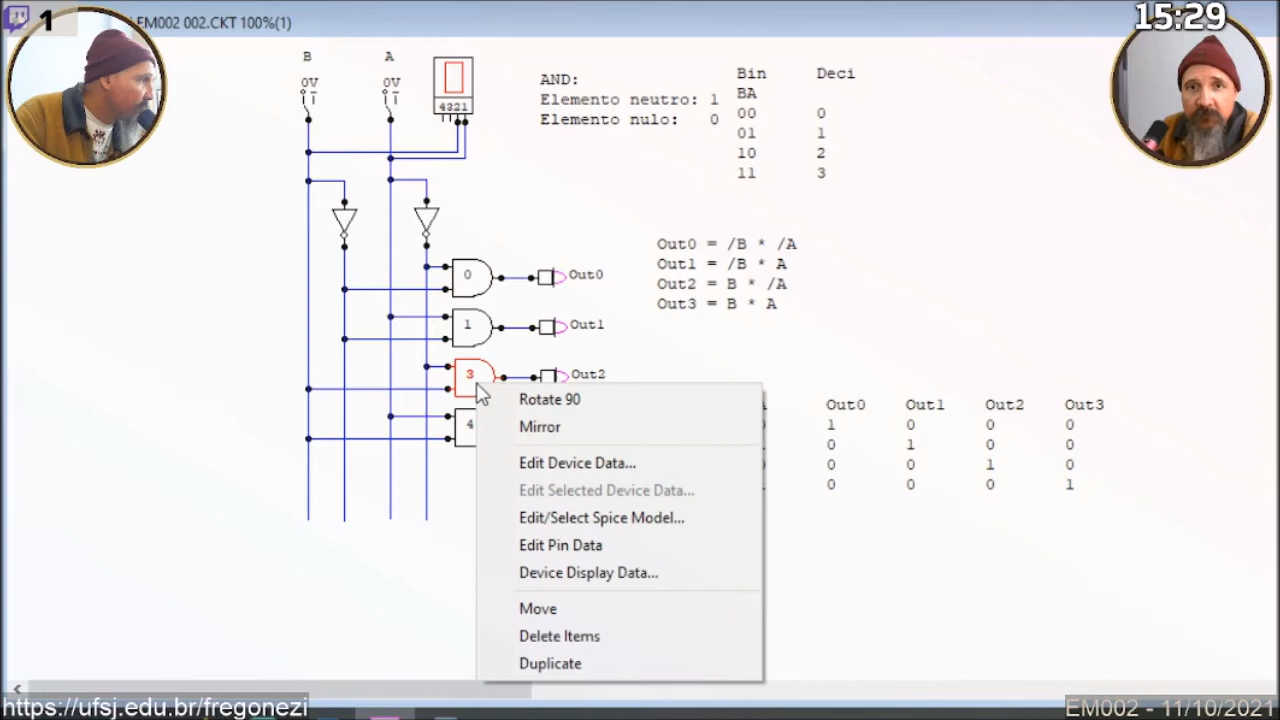 1
EM002 002.CKT 100%(1)
15:29
B
A
0V
0V
4321
AND:
Elemento neutro: 1
Elemento nulo: 0
Bin
Deci
BA
00 0
01 1
10 2
11 3
Out0 = /B * /A
Out1 = /B * A
Out2 = B * /A
Out3 = B * A
0
Out0
1
Out1
3
Out2
4
Rotate 90
Mirror
Edit Device Data...
Edit Selected Device Data...
Edit/Select Spice Model...
Edit Pin Data
Device Display Data...
Move
Delete Items
Duplicate
Out0 Out1 Out2 Out3
1 0 0 0
0 1 0 0
0 0 1 0
0 0 0 1
https://ufsj.edu.br/fregonezi
EM002 - 11/10/2021